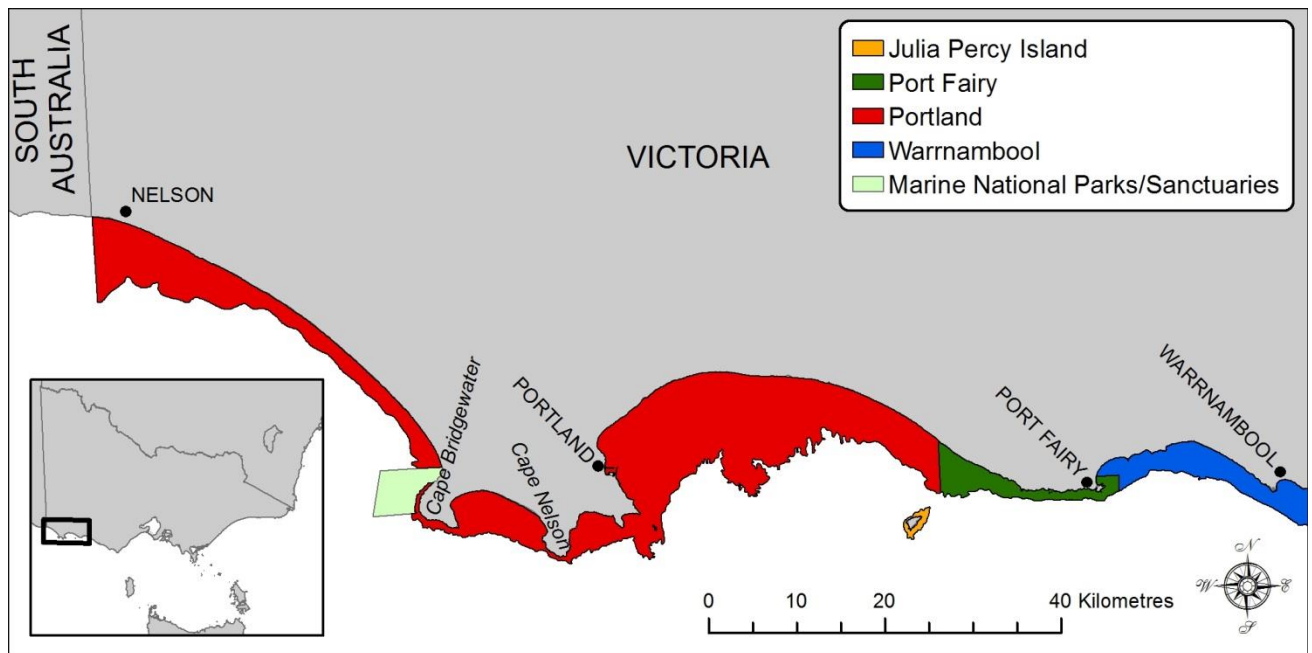 SOUTH
AUSTRALIA
NELSON
VICTORIA
Julia Percy Island
Port Fairy
Portland
Warrnambool
Marine National Parks/Sanctuaries
Cape Bridgewater
PORTLAND
Cape Nelson
PORT FAIRY
WARRNAMBOOL
0 10 20 40 Kilometres
N
W
E
S